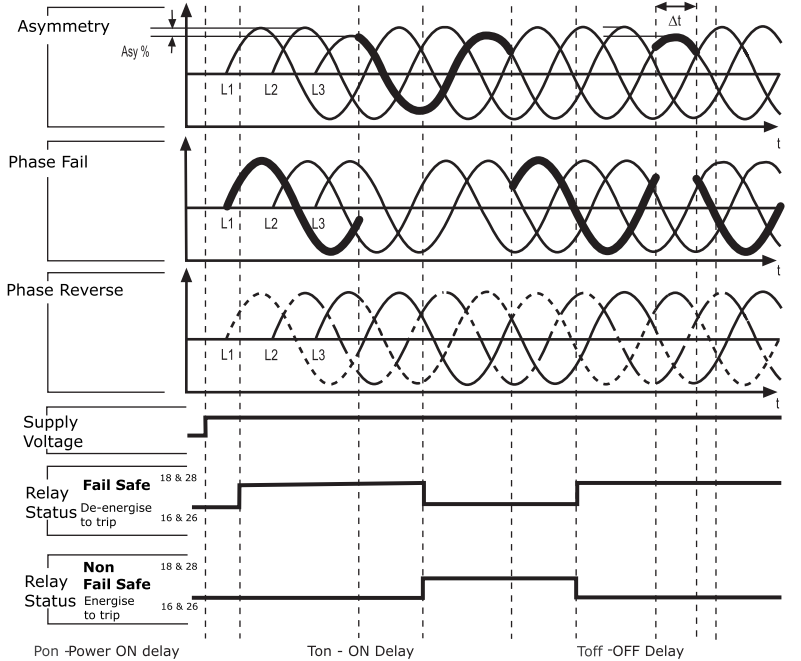 Asymmetry
Asy %
L1 L2 L3
Δt
t
Phase Fail
L1 L2 L3
t
Phase Reverse
L1 L2 L3
t
Supply
Voltage
Relay
Status
Fail Safe
De-energise
to trip
18 & 28
16 & 26
Relay
Status
Non
Fail Safe
Energise
to trip
18 & 28
16 & 26
Pon -Power ON delay Ton - ON Delay Toff -OFF Delay